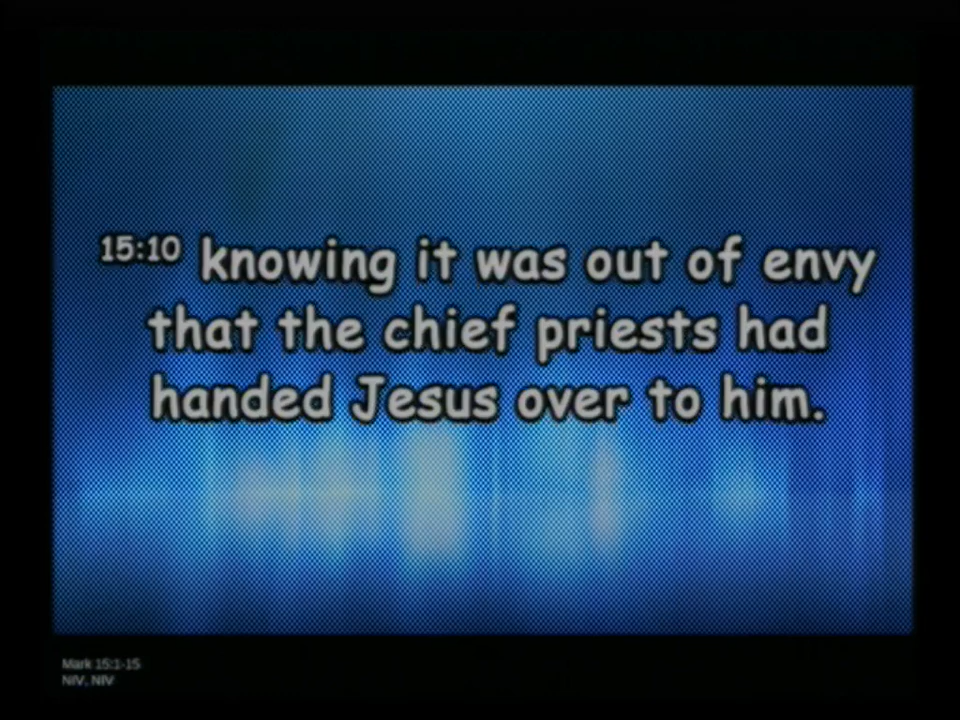 15:10 knowing it was out of envy
that the chief priests had
handed Jesus over to him.
Mark 15:1-15
NIV, NIV